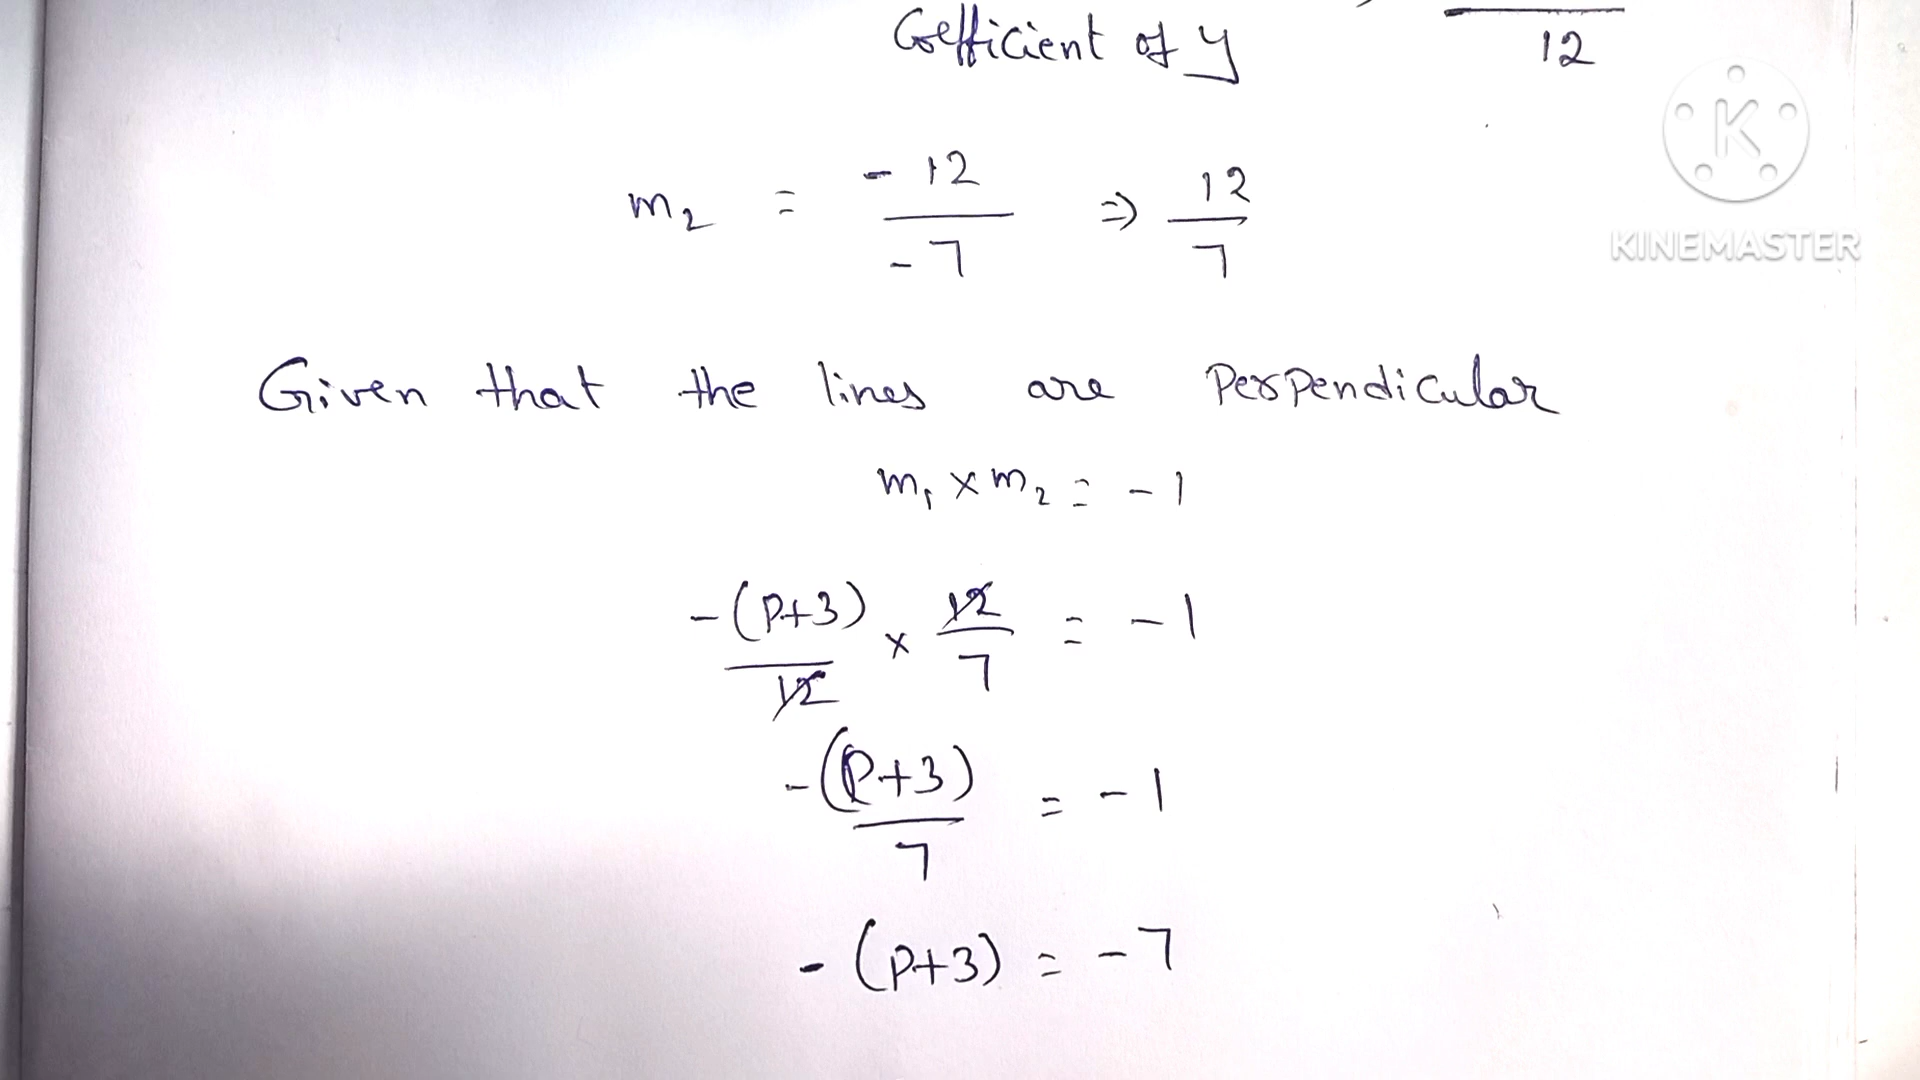 Coefficient of y
12
m₂ = -12/-7 ⇒ 12/7
KINEMASTER
Given that the lines are Perpendicular
m₁ × m₂ = -1
-(P+3)/12 × 12/7 = -1
-(P+3)/7 = -1
-(P+3) = -7